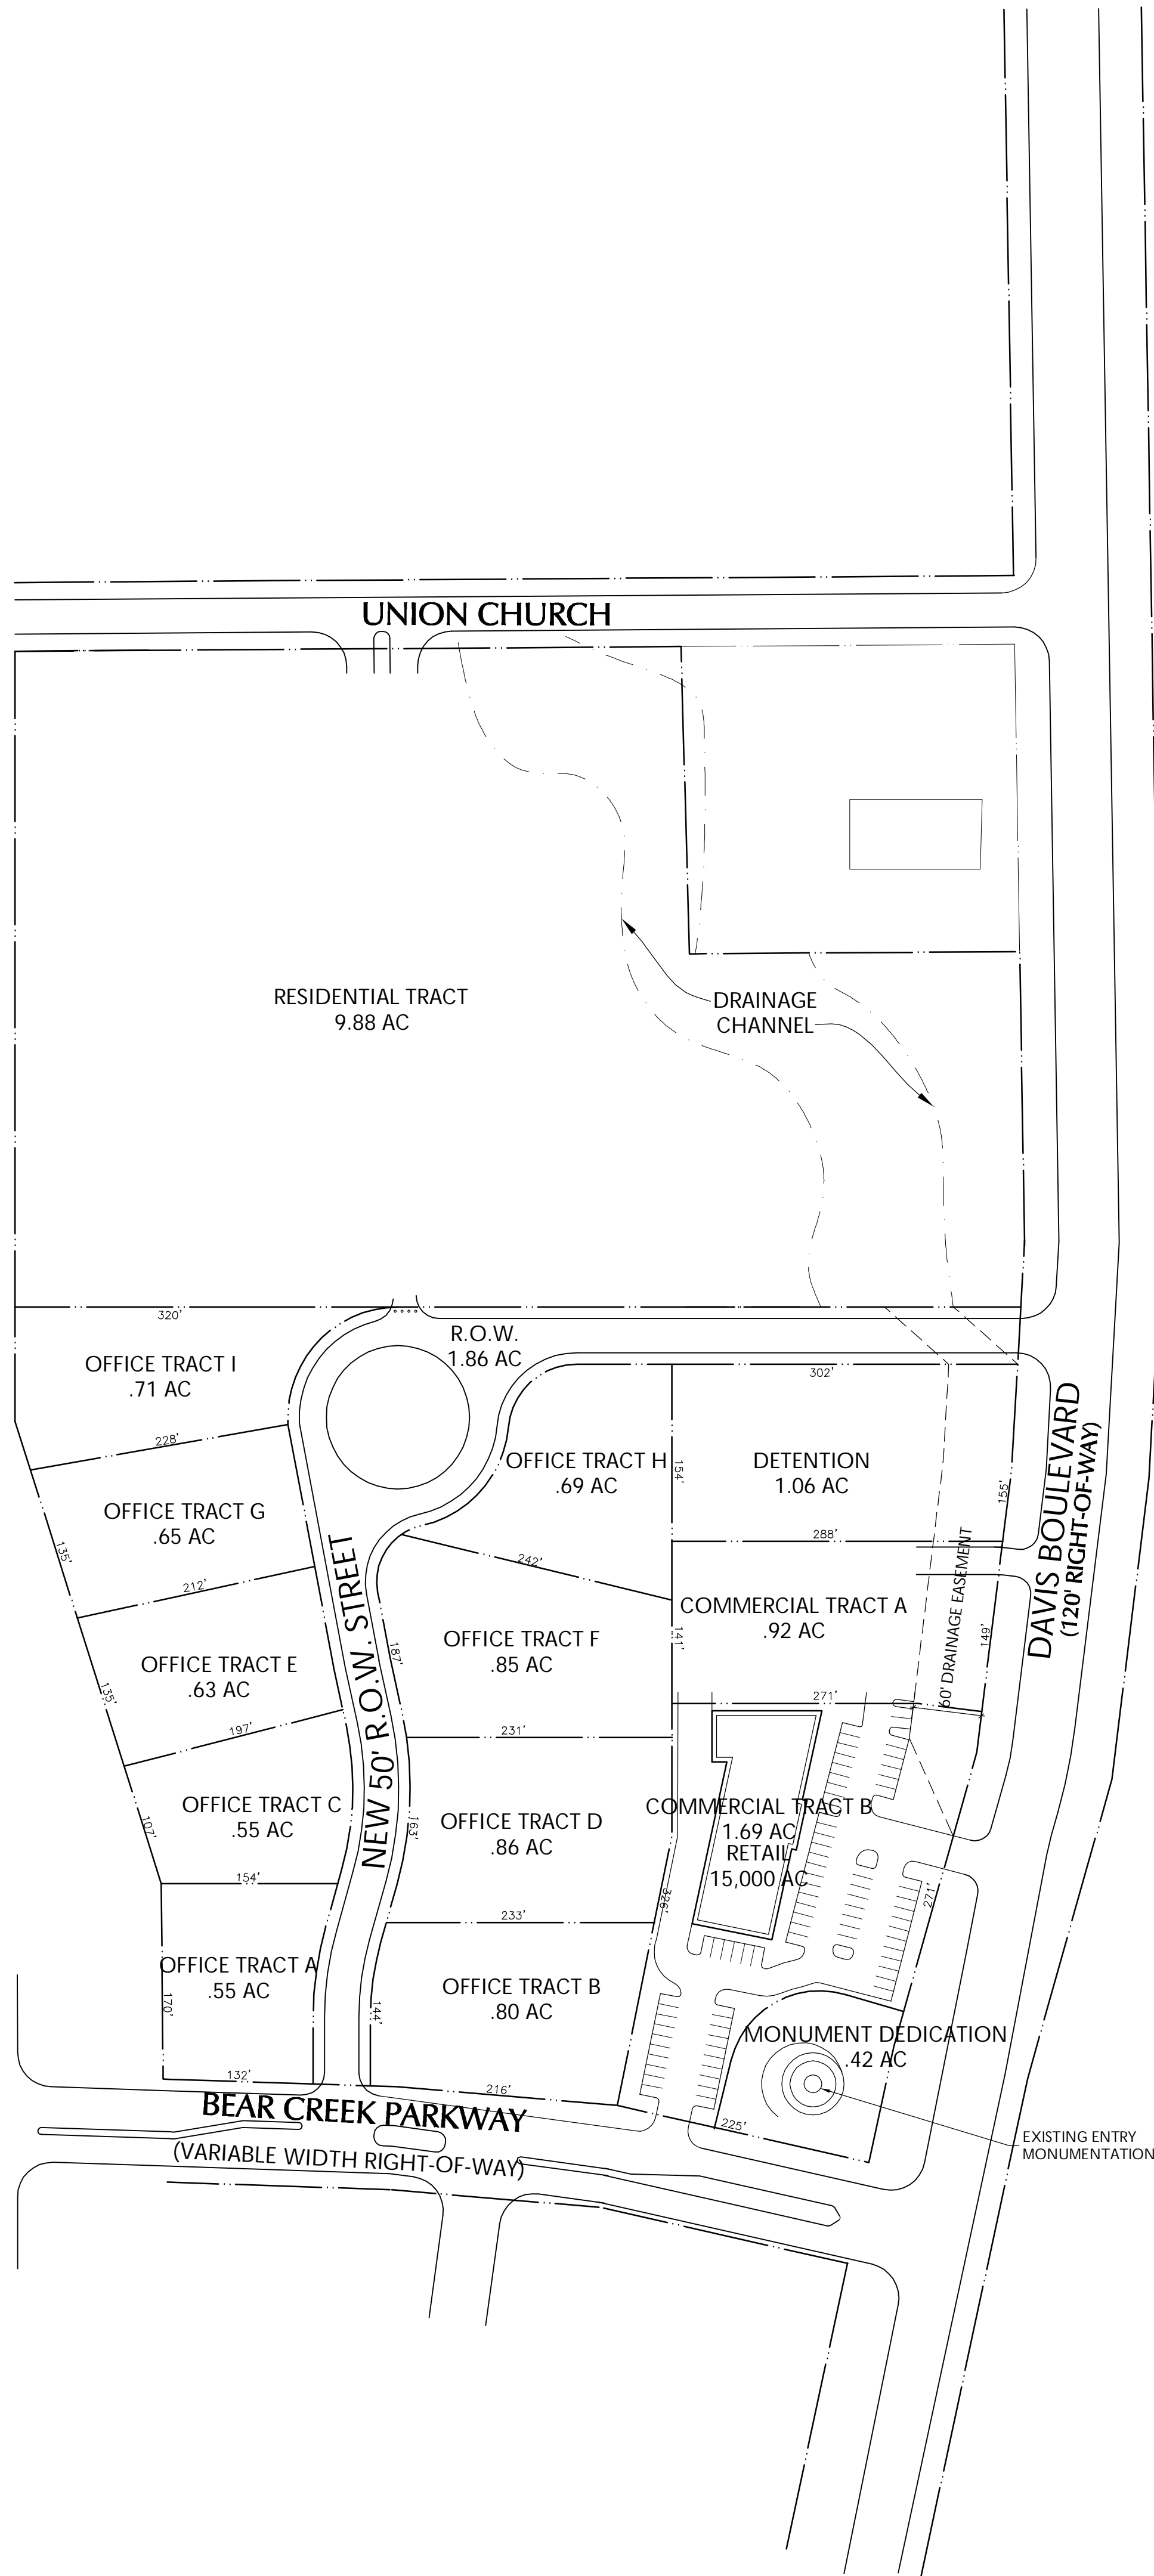 UNION CHURCH
RESIDENTIAL TRACT
9.88 AC
DRAINAGE
CHANNEL
320'
R.O.W.
1.86 AC
OFFICE TRACT I
.71 AC
302'
228'
OFFICE TRACT H
.69 AC
154'
DETENTION
1.06 AC
155'
DAVIS BOULEVARD
(120' RIGHT-OF-WAY)
OFFICE TRACT G
.65 AC
135'
242'
288'
212'
NEW 50' R.O.W. STREET
60' DRAINAGE EASEMENT
COMMERCIAL TRACT A
.92 AC
149'
OFFICE TRACT F
.85 AC
187'
141'
OFFICE TRACT E
.63 AC
135'
271'
197'
231'
OFFICE TRACT C
.55 AC
107'
OFFICE TRACT D
.86 AC
163'
COMMERCIAL TRACT B
1.69 AC
RETAIL
15,000 AC
154'
326'
271'
233'
OFFICE TRACT A
.55 AC
170'
OFFICE TRACT B
.80 AC
144'
MONUMENT DEDICATION
.42 AC
132'
216'
BEAR CREEK PARKWAY
225'
(VARIABLE WIDTH RIGHT-OF-WAY)
EXISTING ENTRY
MONUMENTATION